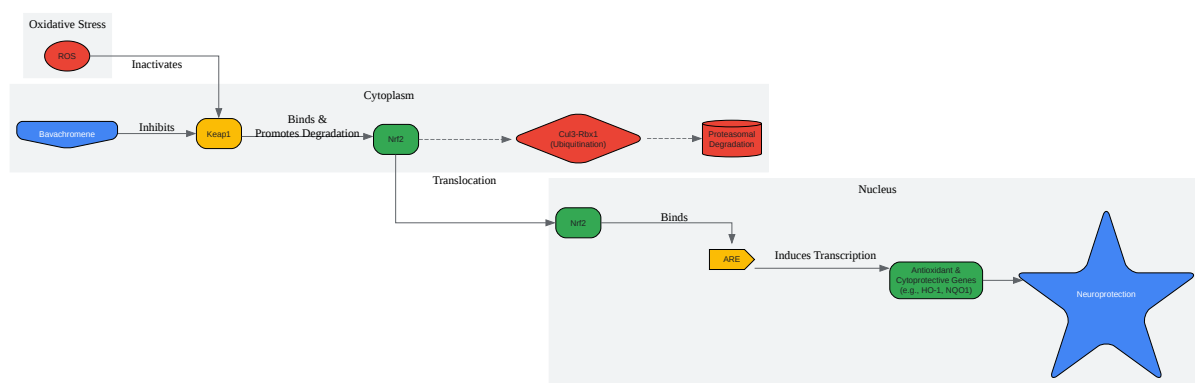 Oxidative Stress
ROS
Inactivates
Cytoplasm
Bavachromene
Inhibits
Keap1
Binds &
Promotes Degradation
Nrf2
Cul3-Rbx1
(Ubiquitination)
Proteasomal
Degradation
Translocation
Nucleus
Nrf2
Binds
ARE
Induces Transcription
Antioxidant &
Cytoprotective Genes
(e.g., HO-1, NQO1)
Neuroprotection